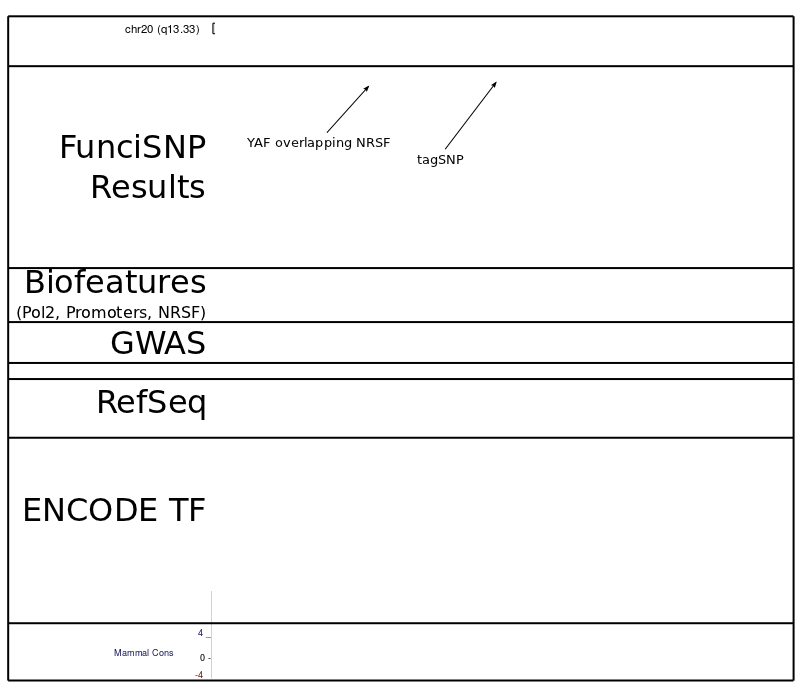 chr20 (q13.33) [
FunciSNP
Results
YAF overlapping NRSF
tagSNP
Biofeatures
(Pol2, Promoters, NRSF)
GWAS
RefSeq
ENCODE TF
4
Mammal Cons
0
-4